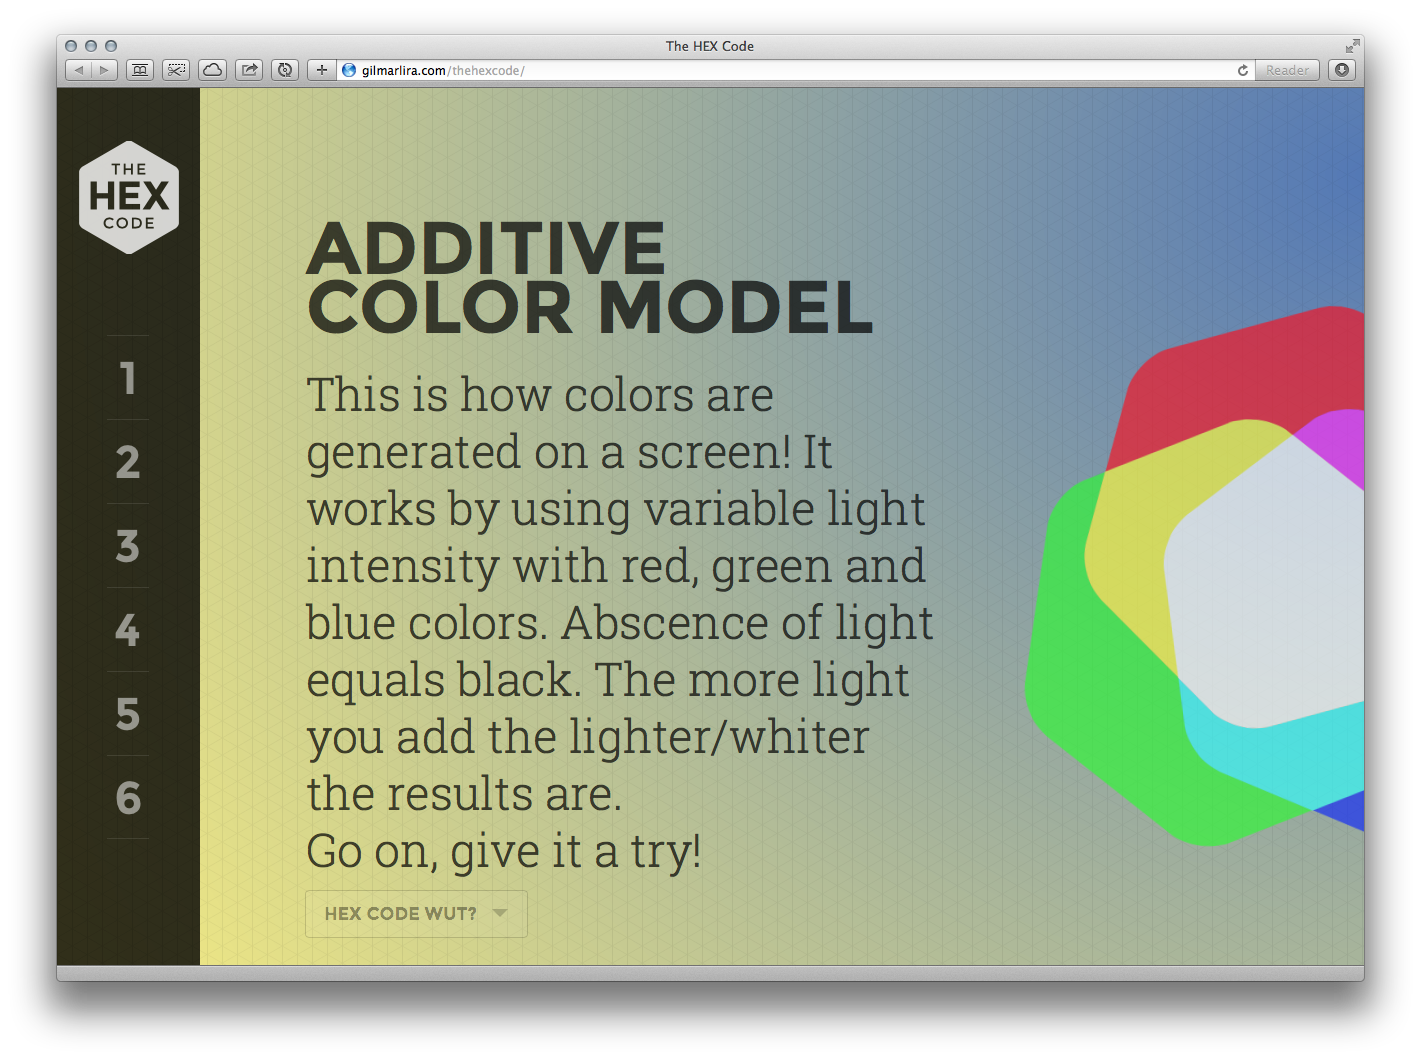 The HEX Code
gilmarlira.com/thehexcode/
Reader
THE
HEX
CODE
1
2
3
4
5
6
ADDITIVE
COLOR MODEL
This is how colors are
generated on a screen! It
works by using variable light
intensity with red, green and
blue colors. Abscence of light
equals black. The more light
you add the lighter/whiter
the results are.
Go on, give it a try!
HEX CODE WUT?